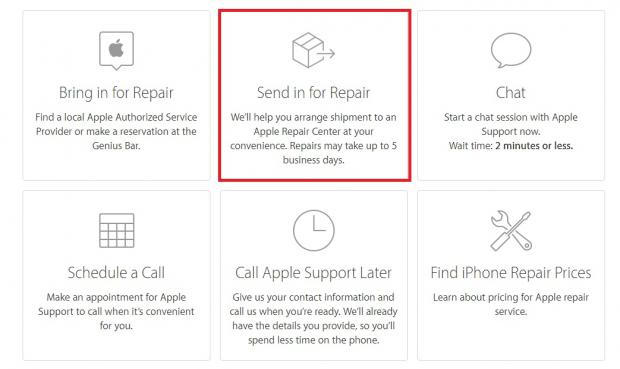 Bring in for Repair
Find a local Apple Authorized Service
Provider or make a reservation at the
Genius Bar.
Send in for Repair
We'll help you arrange shipment to an
Apple Repair Center at your
convenience. Repairs may take up to 5
business days.
Chat
Start a chat session with Apple
Support now.
Wait time: 2 minutes or less.
Schedule a Call
Make an appointment for Apple
Support to call when it's convenient
for you.
Call Apple Support Later
Give us your contact information and
call us when you're ready. We'll already
have the details you provide, so you'll
spend less time on the phone.
Find iPhone Repair Prices
Learn about pricing for Apple repair
service.